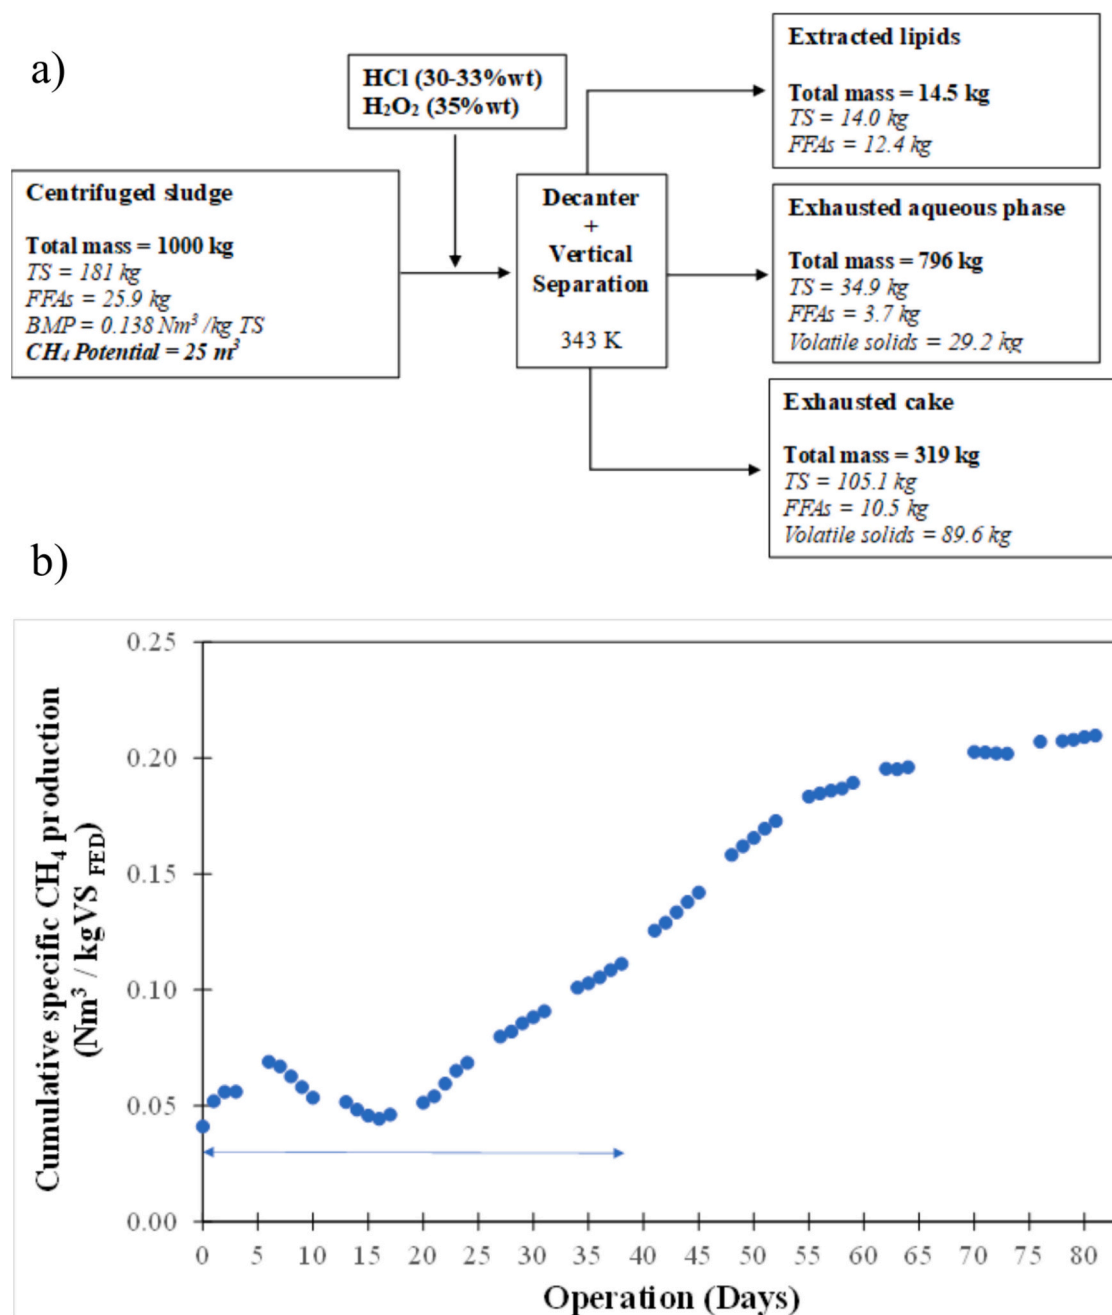 a)
HCl (30-33%wt)
H₂O₂ (35%wt)
Centrifuged sludge
Total mass = 1000 kg
TS = 181 kg
FFAs = 25.9 kg
BMP = 0.138 Nm³ /kg TS
CH₄ Potential = 25 m³
Decanter
+
Vertical
Separation
343 K
Extracted lipids
Total mass = 14.5 kg
TS = 14.0 kg
FFAs = 12.4 kg
Exhausted aqueous phase
Total mass = 796 kg
TS = 34.9 kg
FFAs = 3.7 kg
Volatile solids = 29.2 kg
Exhausted cake
Total mass = 319 kg
TS = 105.1 kg
FFAs = 10.5 kg
Volatile solids = 89.6 kg
b)
Cumulative specific CH₄ production
(Nm³ / kgVS FED)
0.25
0.20
0.15
0.10
0.05
0.00
0 5 10 15 20 25 30 35 40 45 50 55 60 65 70 75 80
Operation (Days)